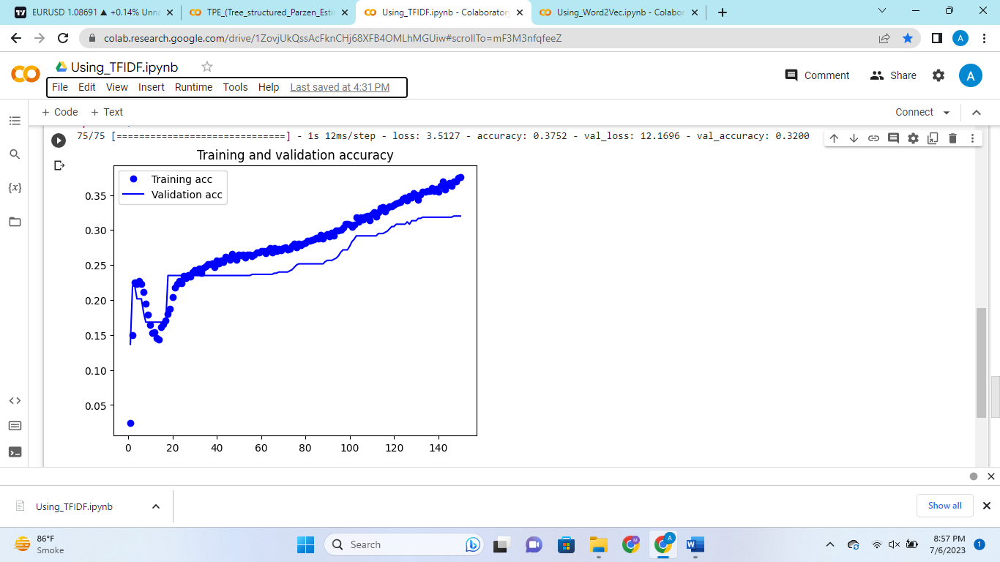 EURUSD 1.08691 ▲ +0.14% Unna
TPE_(Tree_structured_Parzen_Esti
Using_TFIDF.ipynb - Colaboratory
Using_Word2Vec.ipynb - Colabor
colab.research.google.com/drive/1ZovjUkQssAcFknCHj68XFB4OMLhMGUiw#scrollTo=mF3M3nfqfeeZ
A
Using_TFIDF.ipynb
File Edit View Insert Runtime Tools Help Last saved at 4:31 PM
Comment Share A
+ Code + Text Connect
75/75 [==============================] - 1s 12ms/step - loss: 3.5127 - accuracy: 0.3752 - val_loss: 12.1696 - val_accuracy: 0.3200
{x}
Training and validation accuracy
Training acc
Validation acc
0.35
0.30
0.25
0.20
0.15
0.10
0.05
0 20 40 60 80 100 120 140
Using_TFIDF.ipynb
Show all
86°F
Smoke
Search
M
A
W
8:57 PM
7/6/2023
1